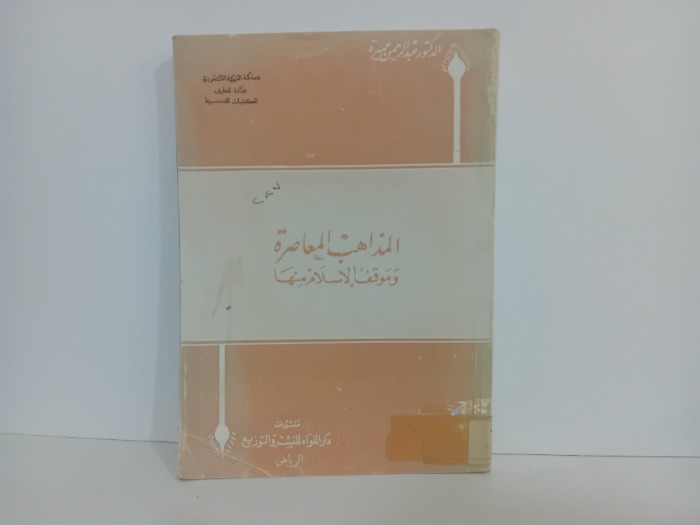 الدكتور عبد الرحمن عميرة
المملكة العربية السعودية
وزارة المعارف
المكتبات المدرسية
المذاهب المعاصرة
وموقف الإسلام منها
منشورات
دار اللواء للنشر والتوزيع
الرياض